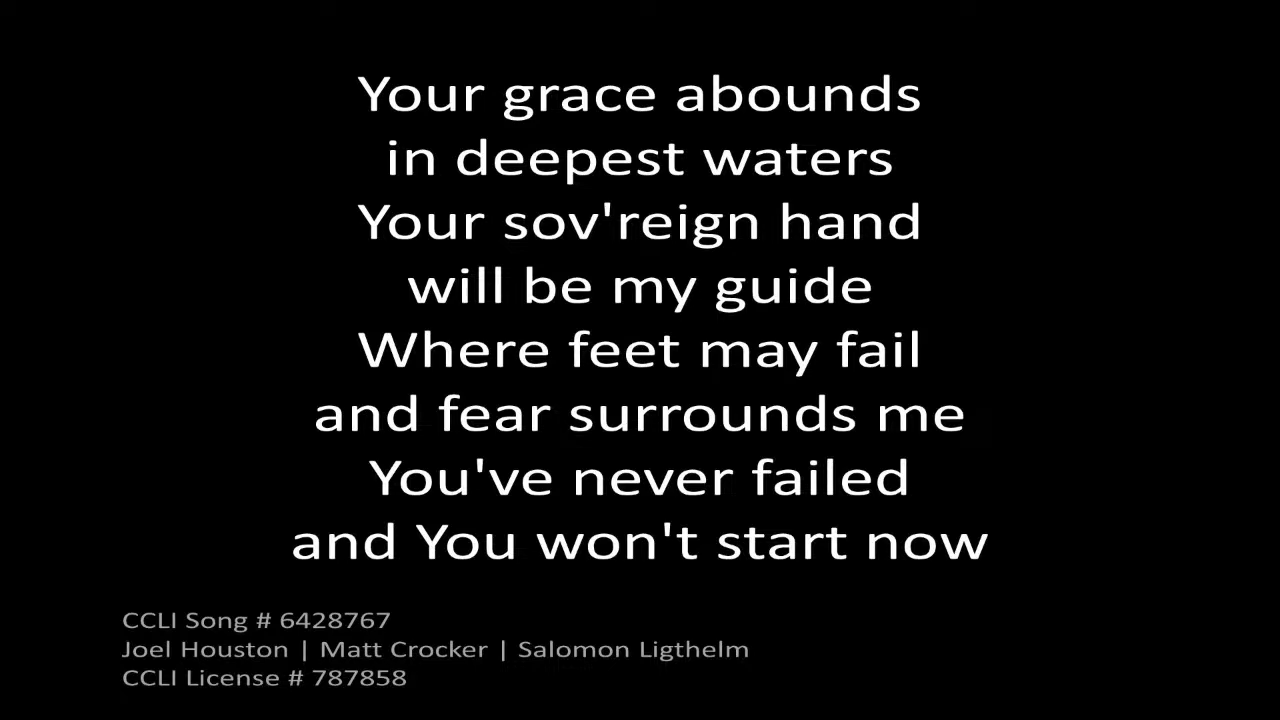 Your grace abounds
in deepest waters
Your sov'reign hand
will be my guide
Where feet may fail
and fear surrounds me
You've never failed
and You won't start now
CCLI Song # 6428767
Joel Houston | Matt Crocker | Salomon Ligthelm
CCLI License # 787858